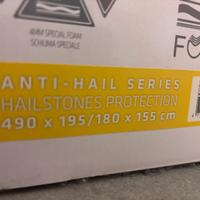 4MM SPECIAL FOAM
SCHIUMA SPECIALE
ANTI-HAIL SERIES
HAILSTONES PROTECTION
490 x 195/180 x 155 cm